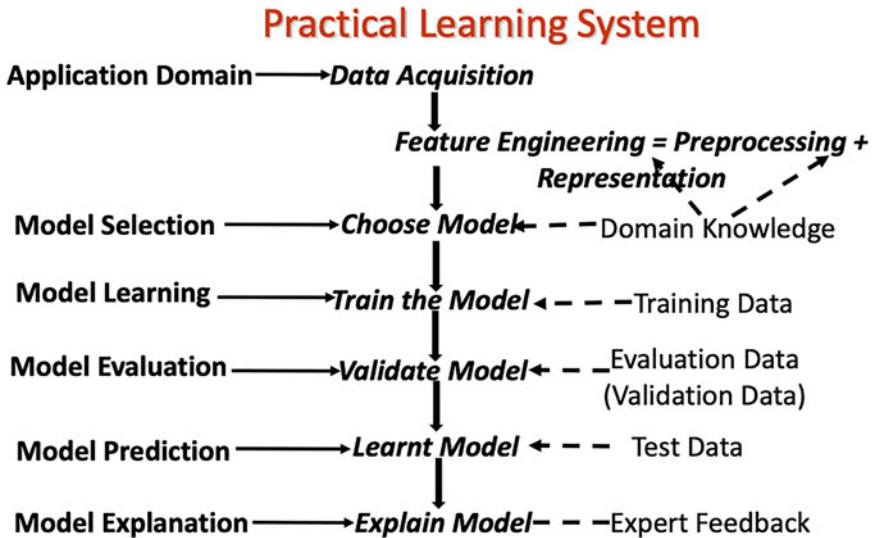 Practical Learning System
Application Domain Data Acquisition
Feature Engineering = Preprocessing +
Representation
Model Selection Choose Model Domain Knowledge
Model Learning Train the Model Training Data
Model Evaluation Validate Model Evaluation Data
(Validation Data)
Model Prediction Learnt Model Test Data
Model Explanation Explain Model Expert Feedback